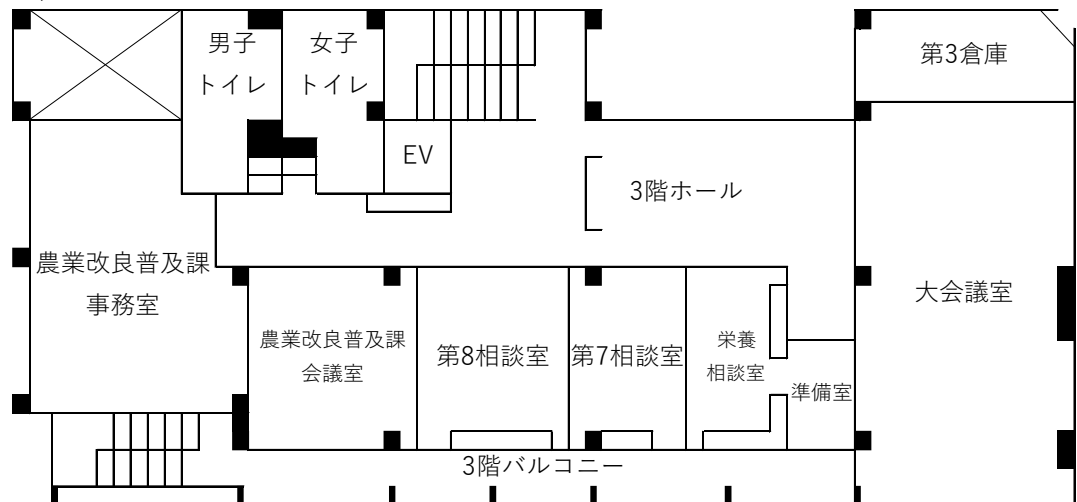 男子
トイレ
女子
トイレ
第3倉庫
EV
3階ホール
農業改良普及課
事務室
大会議室
農業改良普及課
会議室
第8相談室
第7相談室
栄養
相談室
準備室
3階バルコニー